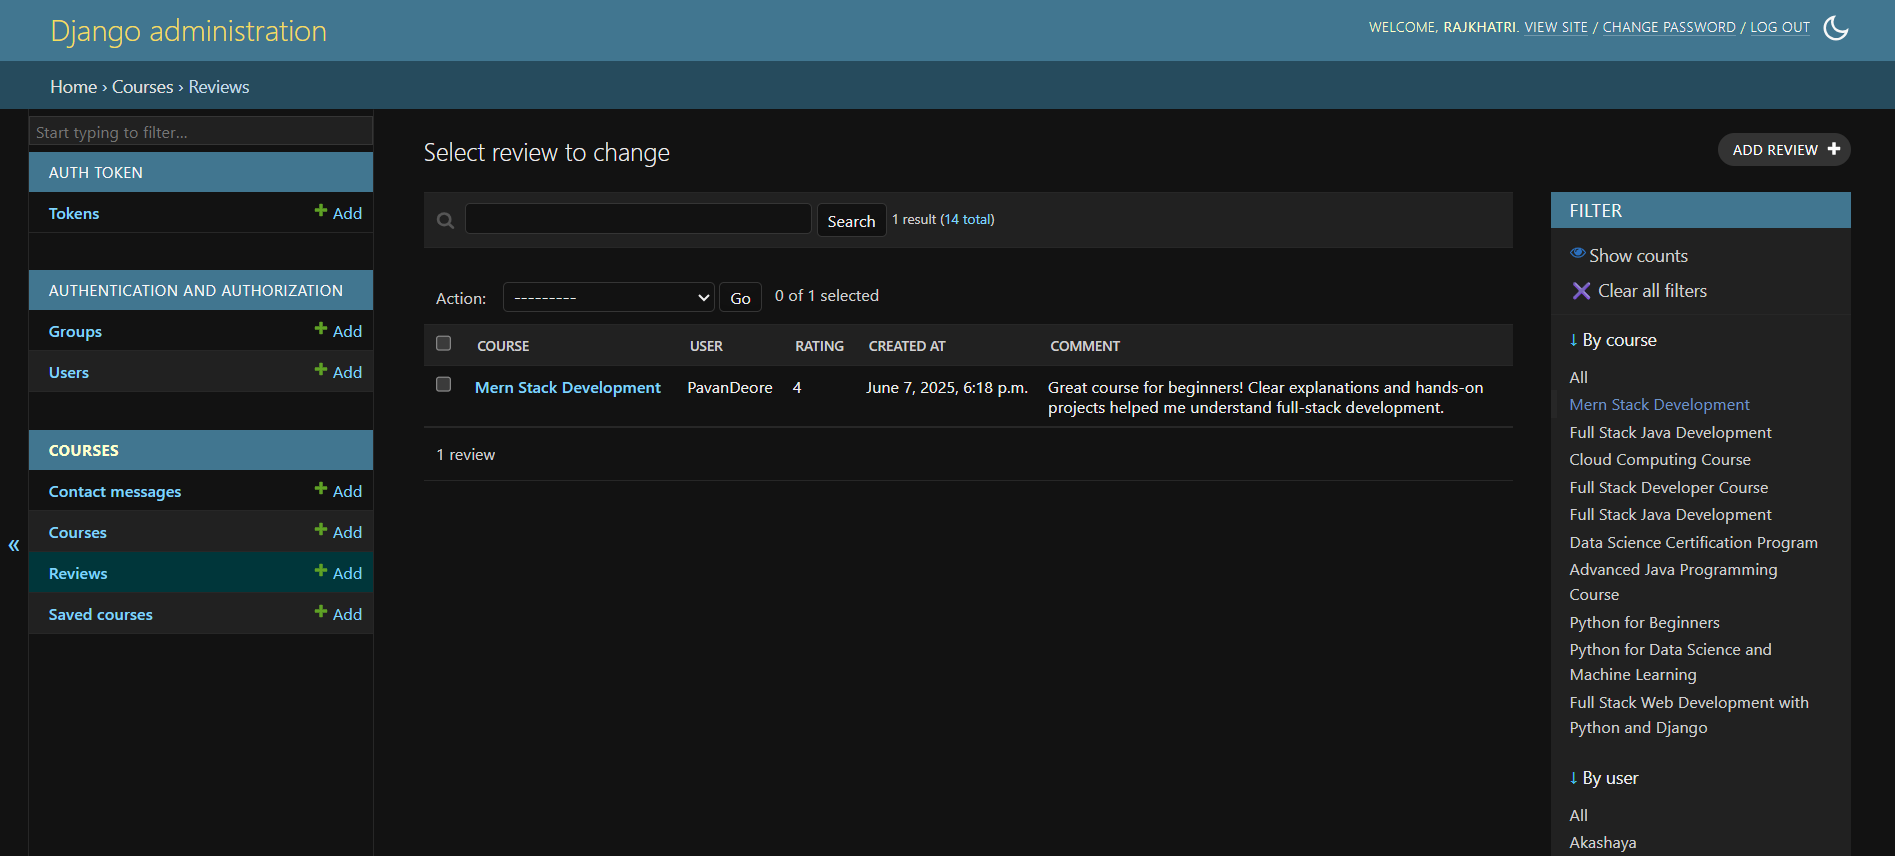 Django administration
WELCOME, RAJKHATRI. VIEW SITE / CHANGE PASSWORD / LOG OUT
Home › Courses › Reviews
Start typing to filter...
AUTH TOKEN
Tokens
Add
AUTHENTICATION AND AUTHORIZATION
Groups
Add
Users
Add
COURSES
Contact messages
Add
Courses
Add
Reviews
Add
Saved courses
Add
«
Select review to change
ADD REVIEW
Search
1 result (14 total)
Action:
---------
Go
0 of 1 selected
COURSE USER RATING CREATED AT COMMENT
Mern Stack Development PavanDeore 4 June 7, 2025, 6:18 p.m. Great course for beginners! Clear explanations and hands-on
projects helped me understand full-stack development.
1 review
FILTER
Show counts
Clear all filters
↓ By course
All
Mern Stack Development
Full Stack Java Development
Cloud Computing Course
Full Stack Developer Course
Full Stack Java Development
Data Science Certification Program
Advanced Java Programming
Course
Python for Beginners
Python for Data Science and
Machine Learning
Full Stack Web Development with
Python and Django
↓ By user
All
Akashaya